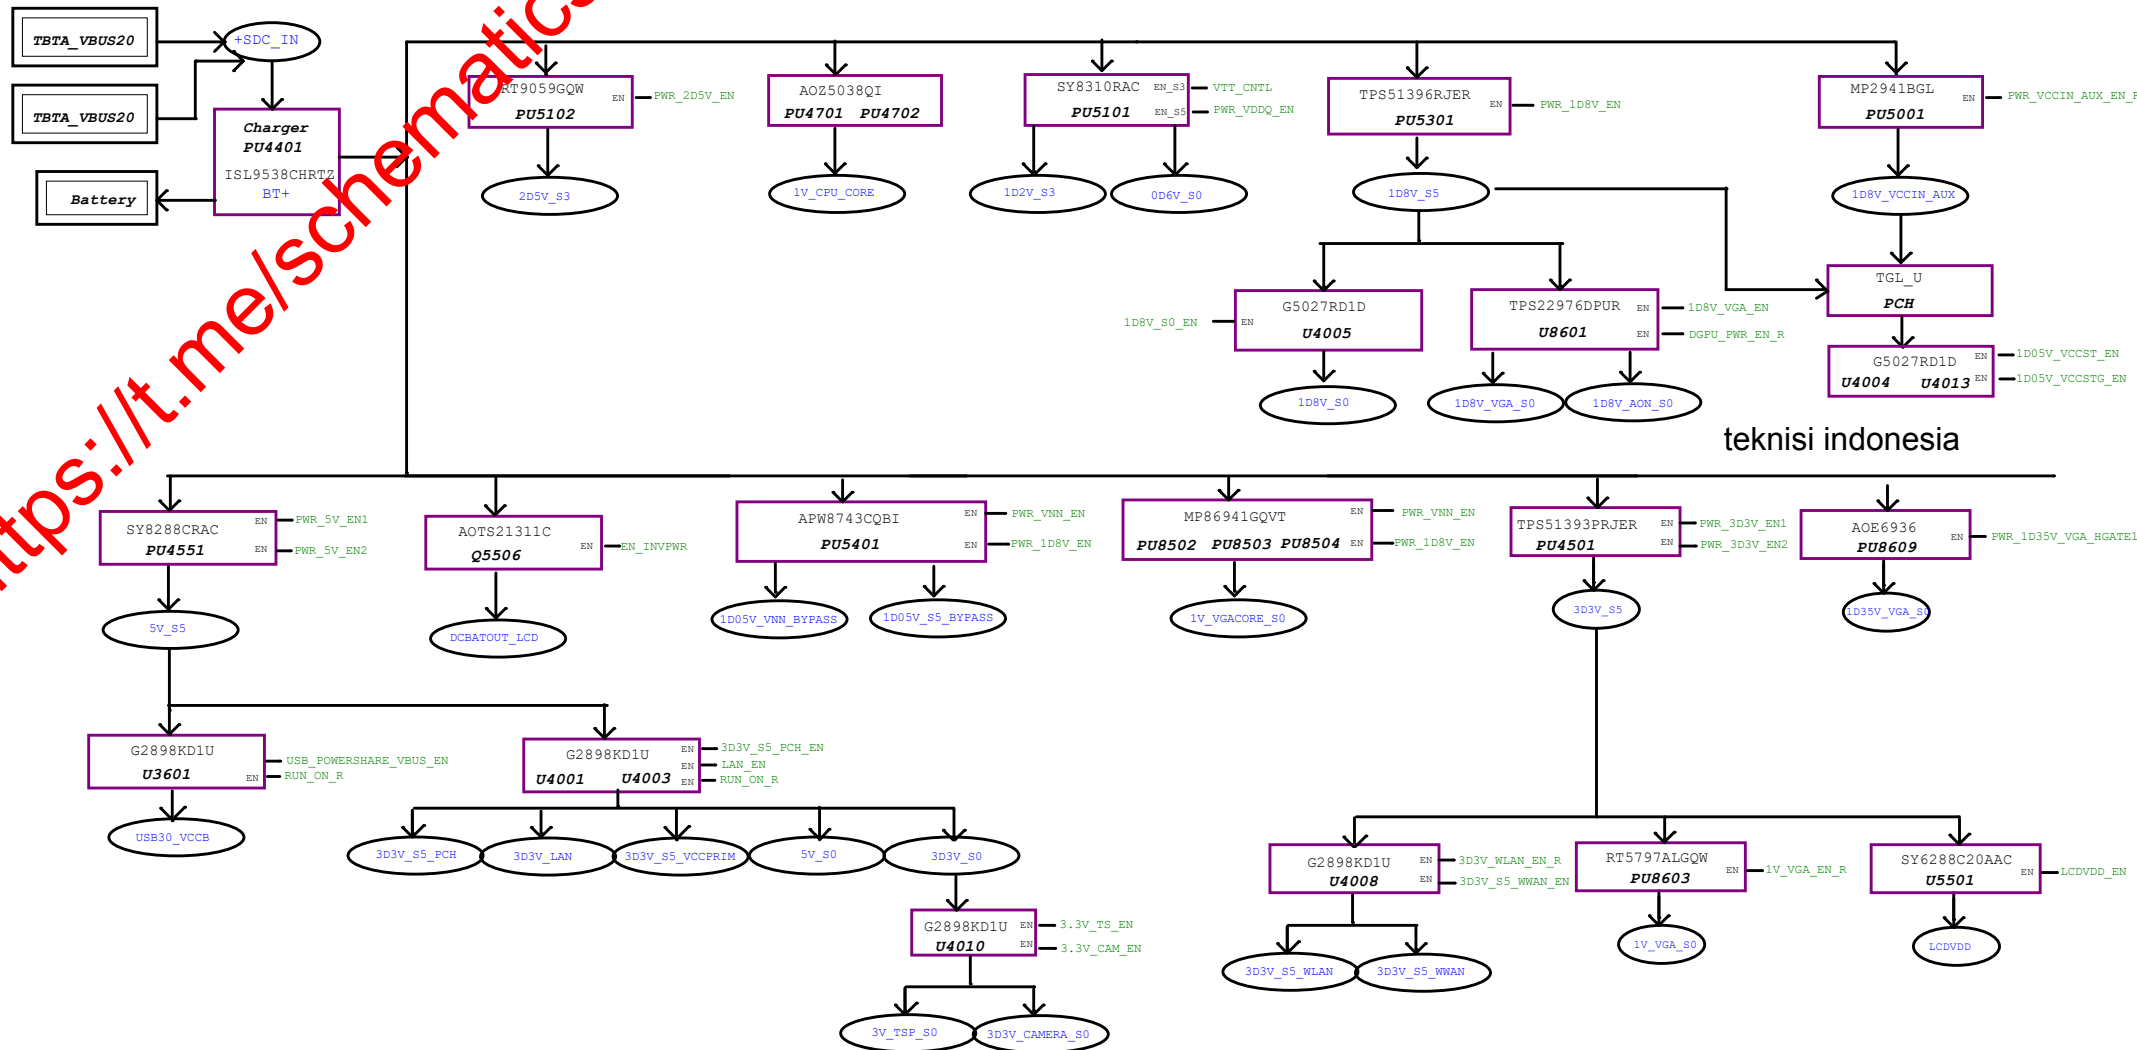 TBTA_VBUS20
+SDC_IN
TBTA_VBUS20
Charger
PU4401
ISL9538CHRTZ
BT+
Battery
RT9059GQW
PU5102
EN
PWR_2D5V_EN
2D5V_S3
AOZ5038QI
PU4701 PU4702
1V_CPU_CORE
SY8310RAC
PU5101
EN_S3
VTT_CNTL
EN_S5
PWR_VDDQ_EN
1D2V_S3
0D6V_S0
TPS51396RJER
PU5301
EN
PWR_1D8V_EN
1D8V_S5
MP2941BGL
PU5001
EN
PWR_VCCIN_AUX_EN_R
1D8V_VCCIN_AUX
TGL_U
PCH
1D8V_S0_EN
EN
G5027RD1D
U4005
1D8V_S0
TPS22976DPUR
U8601
EN
1D8V_VGA_EN
EN
DGPU_PWR_EN_R
1D8V_VGA_S0
1D8V_AON_S0
G5027RD1D
U4004 U4013
EN
1D05V_VCCST_EN
EN
1D05V_VCCSTG_EN
teknisi indonesia
https://t.me/schematics
SY8288CRAC
PU4551
EN
PWR_5V_EN1
EN
PWR_5V_EN2
5V_S5
AOTS21311C
Q5506
EN
EN_INVPWR
DCBATOUT_LCD
APW8743CQBI
PU5401
EN
PWR_VNN_EN
EN
PWR_1D8V_EN
1D05V_VNN_BYPASS
1D05V_S5_BYPASS
MP86941GQVT
PU8502 PU8503 PU8504
EN
PWR_VNN_EN
EN
PWR_1D8V_EN
1V_VGACORE_S0
TPS51393PRJER
PU4501
EN
PWR_3D3V_EN1
EN
PWR_3D3V_EN2
3D3V_S5
AOE6936
PU8609
EN
PWR_1D35V_VGA_HGATE1
1D35V_VGA_S0
G2898KD1U
U3601
USB_POWERSHARE_VBUS_EN
EN
RUN_ON_R
USB30_VCCB
G2898KD1U
U4001 U4003
EN
3D3V_S5_PCH_EN
EN
LAN_EN
EN
RUN_ON_R
3D3V_S5_PCH
3D3V_LAN
3D3V_S5_VCCPRIM
5V_S0
3D3V_S0
G2898KD1U
U4010
EN
3.3V_TS_EN
EN
3.3V_CAM_EN
3V_TSP_S0
3D3V_CAMERA_S0
G2898KD1U
U4008
EN
3D3V_WLAN_EN_R
EN
3D3V_S5_WWAN_EN
3D3V_S5_WLAN
3D3V_S5_WWAN
RT5797ALGQW
PU8603
EN
1V_VGA_EN_R
1V_VGA_S0
SY6288C20AAC
U5501
EN
LCDVDD_EN
LCDVDD